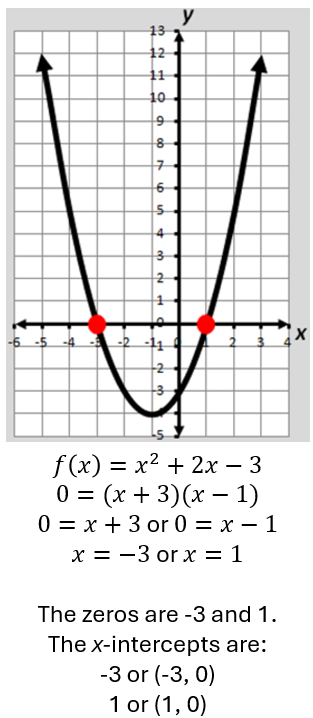 y
13
12
11
10
9
8
7
6
5
4
3
2
1
0
-6 -5 -4 -3 -2 -1 0 1 2 3 4 x
-1
-2
-3
-5
f(x) = x² + 2x − 3
0 = (x + 3)(x − 1)
0 = x + 3 or 0 = x − 1
x = −3 or x = 1
The zeros are -3 and 1.
The x-intercepts are:
-3 or (-3, 0)
1 or (1, 0)